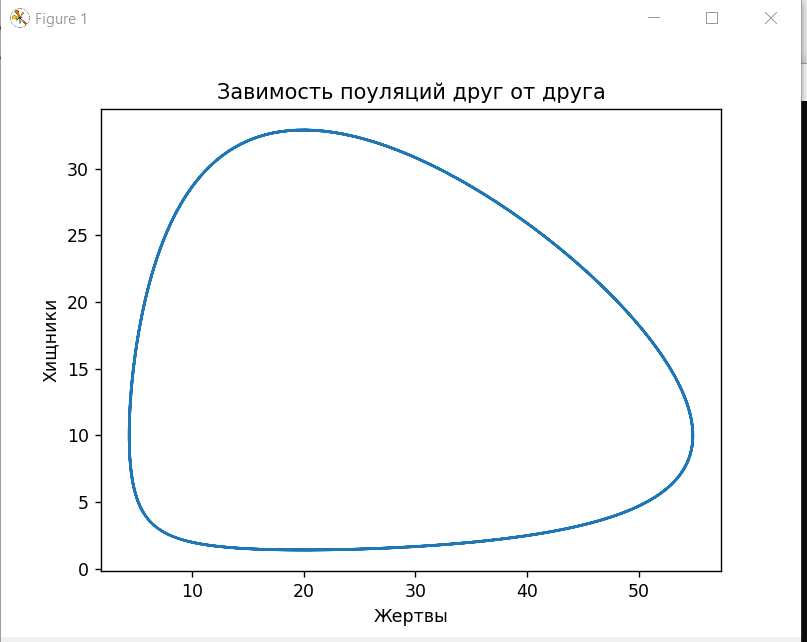 Figure 1
Завимость поуляций друг от друга
30
25
20
15
10
5
0
Хищники
10 20 30 40 50
Жертвы